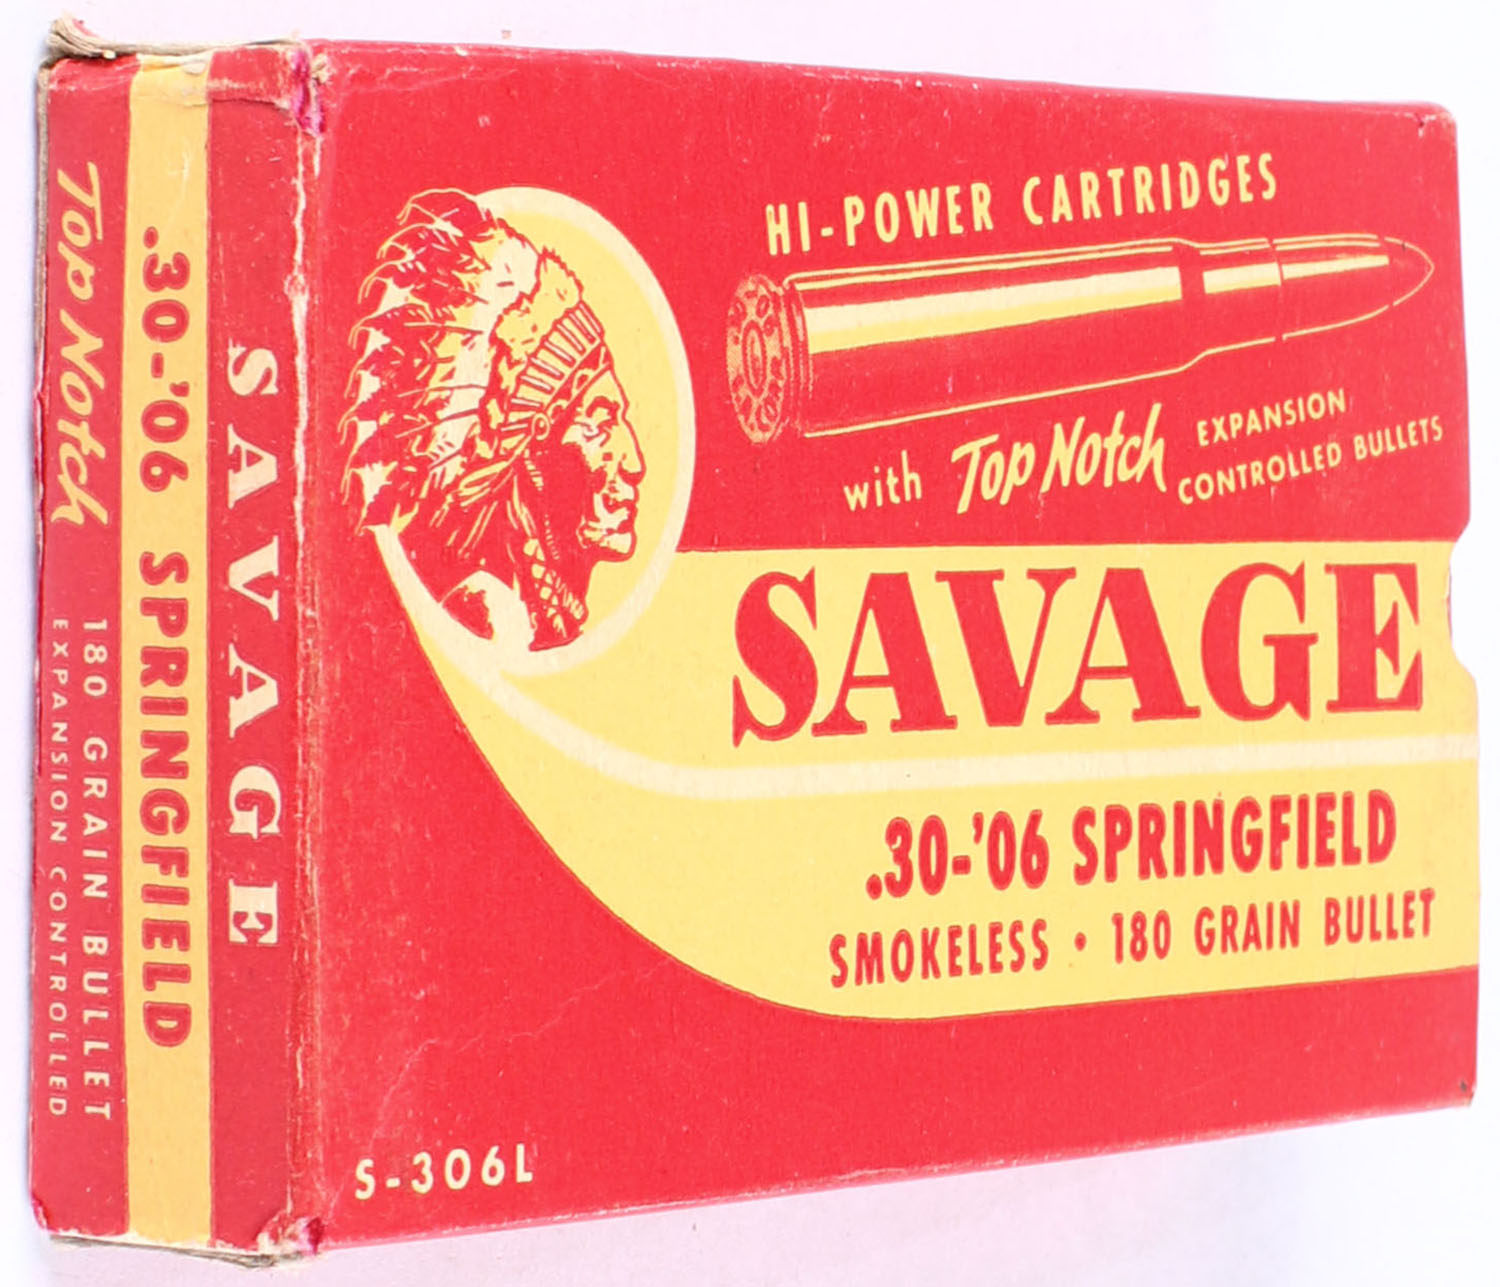 HI-POWER CARTRIDGES
with Top Notch EXPANSION
CONTROLLED BULLETS
SAVAGE
.30-'06 SPRINGFIELD
SMOKELESS • 180 GRAIN BULLET
S-306L
SAVAGE
.30-'06 SPRINGFIELD
Top Notch 180 GRAIN BULLET
EXPANSION CONTROLLED